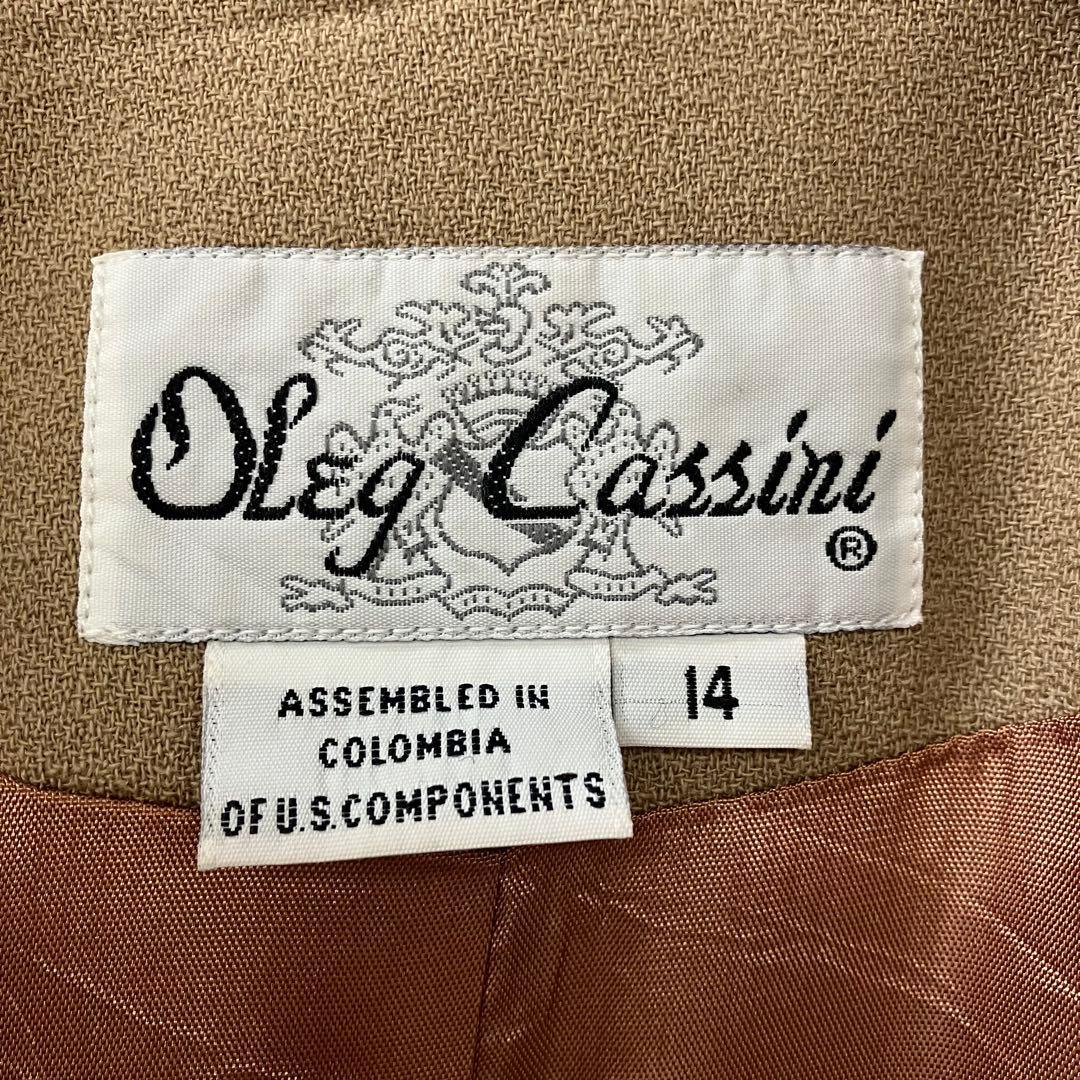 Oleg Cassini
®
ASSEMBLED IN
COLOMBIA
OF U.S. COMPONENTS
14